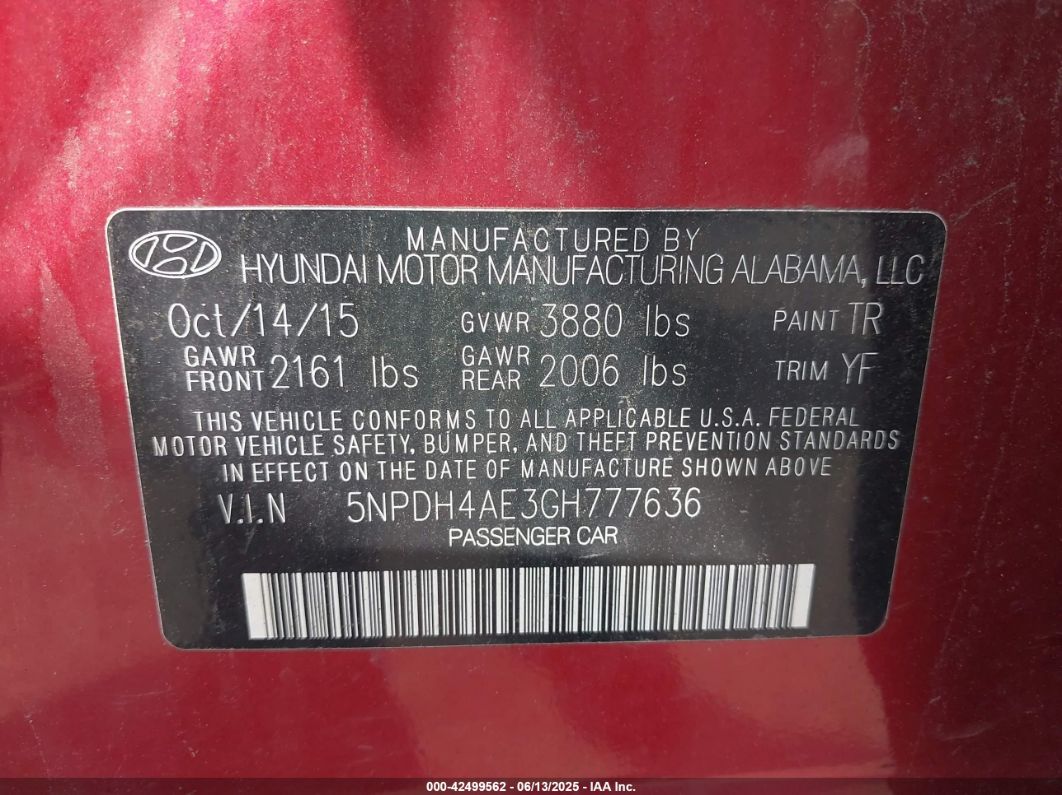 MANUFACTURED BY
HYUNDAI MOTOR MANUFACTURING ALABAMA, LLC
Oct/14/15 GVWR 3880 lbs PAINT TR
GAWR FRONT 2161 lbs GAWR REAR 2006 lbs TRIM YF
THIS VEHICLE CONFORMS TO ALL APPLICABLE U.S.A. FEDERAL
MOTOR VEHICLE SAFETY, BUMPER, AND THEFT PREVENTION STANDARDS
IN EFFECT ON THE DATE OF MANUFACTURE SHOWN ABOVE
V.I.N 5NPDH4AE3GH777636
PASSENGER CAR
000-42499562 - 06/13/2025 - IAA Inc.